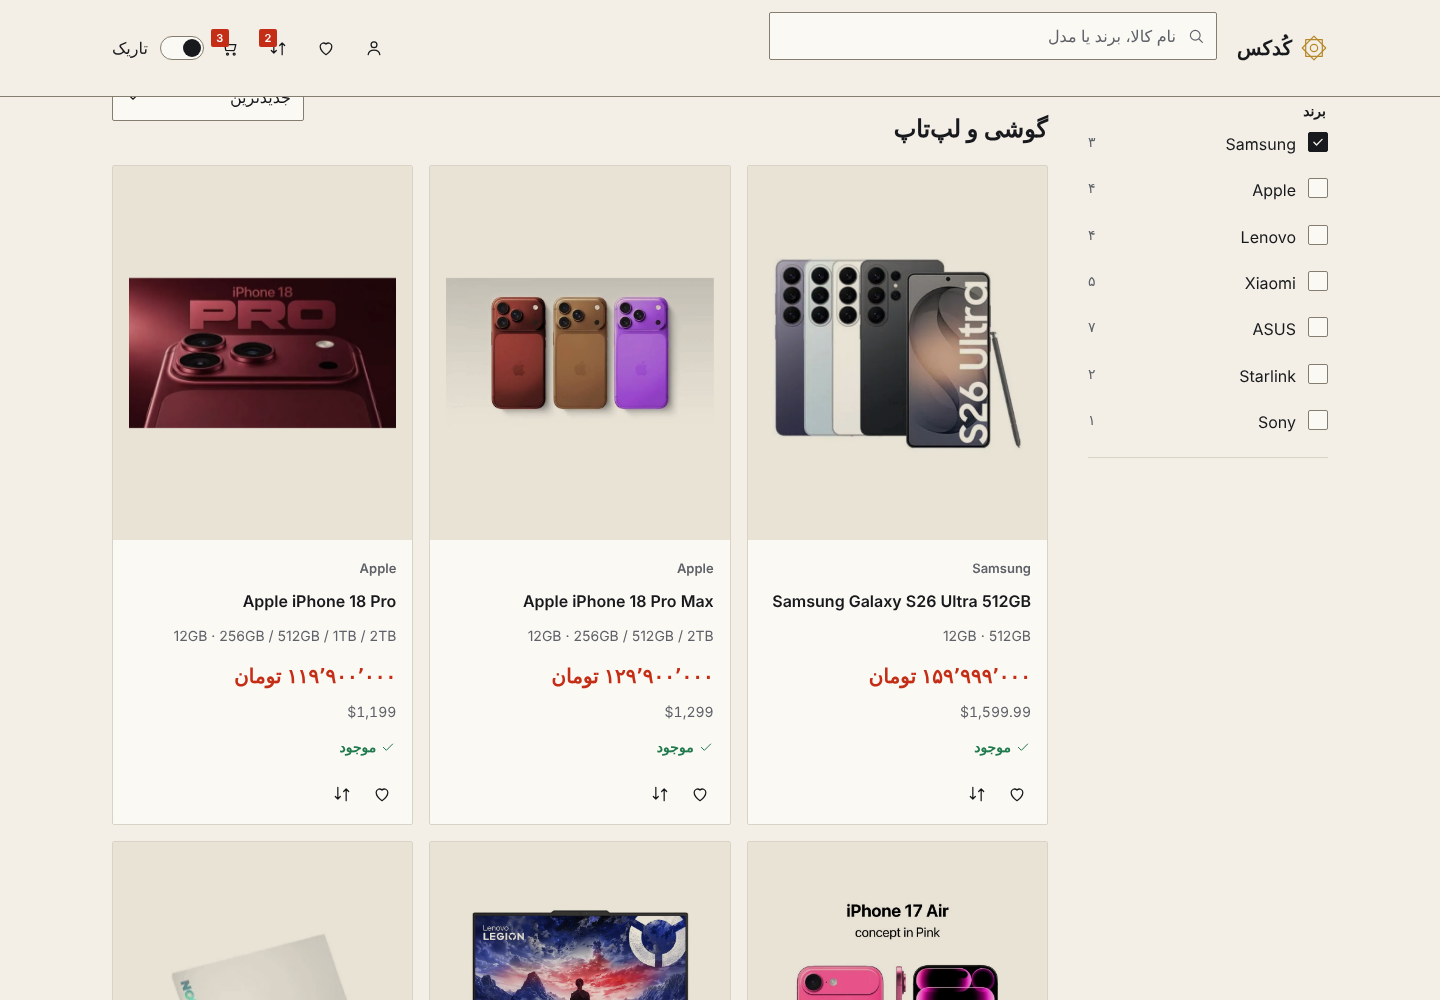 کُدکس
نام کالا، برند یا مدل
2
3
تاریک
برند
Samsung ۳
Apple ۴
Lenovo ۴
Xiaomi ۵
ASUS ۷
Starlink ۲
Sony ۱
گوشی و لپ‌تاپ
جدیدترین
S26 Ultra
Samsung
Samsung Galaxy S26 Ultra 512GB
12GB · 512GB
۱۵۹٬۹۹۹٬۰۰۰ تومان
$1,599.99
موجود
Apple
Apple iPhone 18 Pro Max
12GB · 256GB / 512GB / 2TB
۱۲۹٬۹۰۰٬۰۰۰ تومان
$1,299
موجود
iPhone 18
PRO
Apple
Apple iPhone 18 Pro
12GB · 256GB / 512GB / 1TB / 2TB
۱۱۹٬۹۰۰٬۰۰۰ تومان
$1,199
موجود
iPhone 17 Air
concept in Pink
Lenovo
LEGION